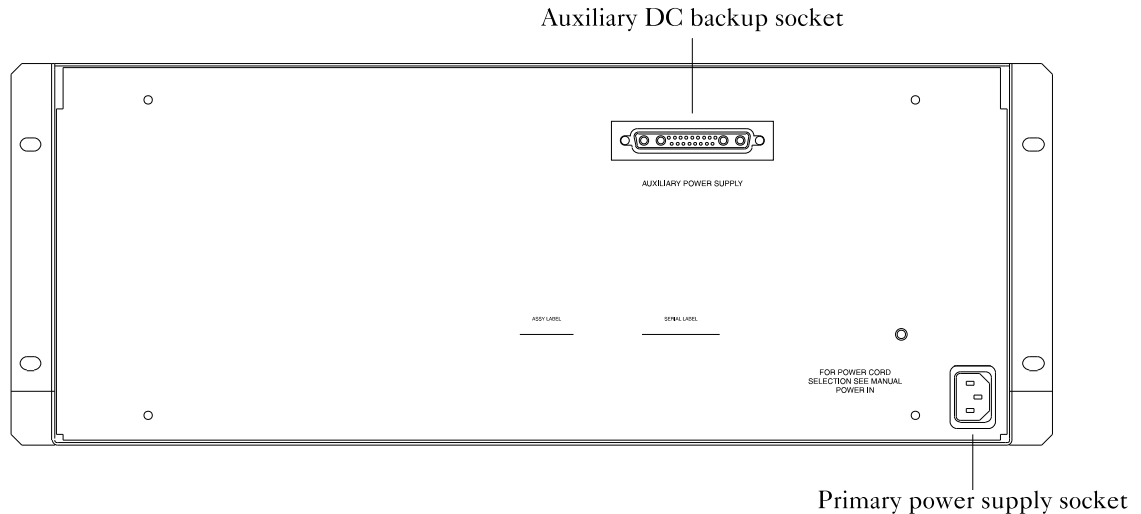 Auxiliary DC backup socket
AUXILIARY POWER SUPPLY
ASSY LABEL
SERIAL LABEL
FOR POWER CORD
SELECTION SEE MANUAL
POWER IN
Primary power supply socket